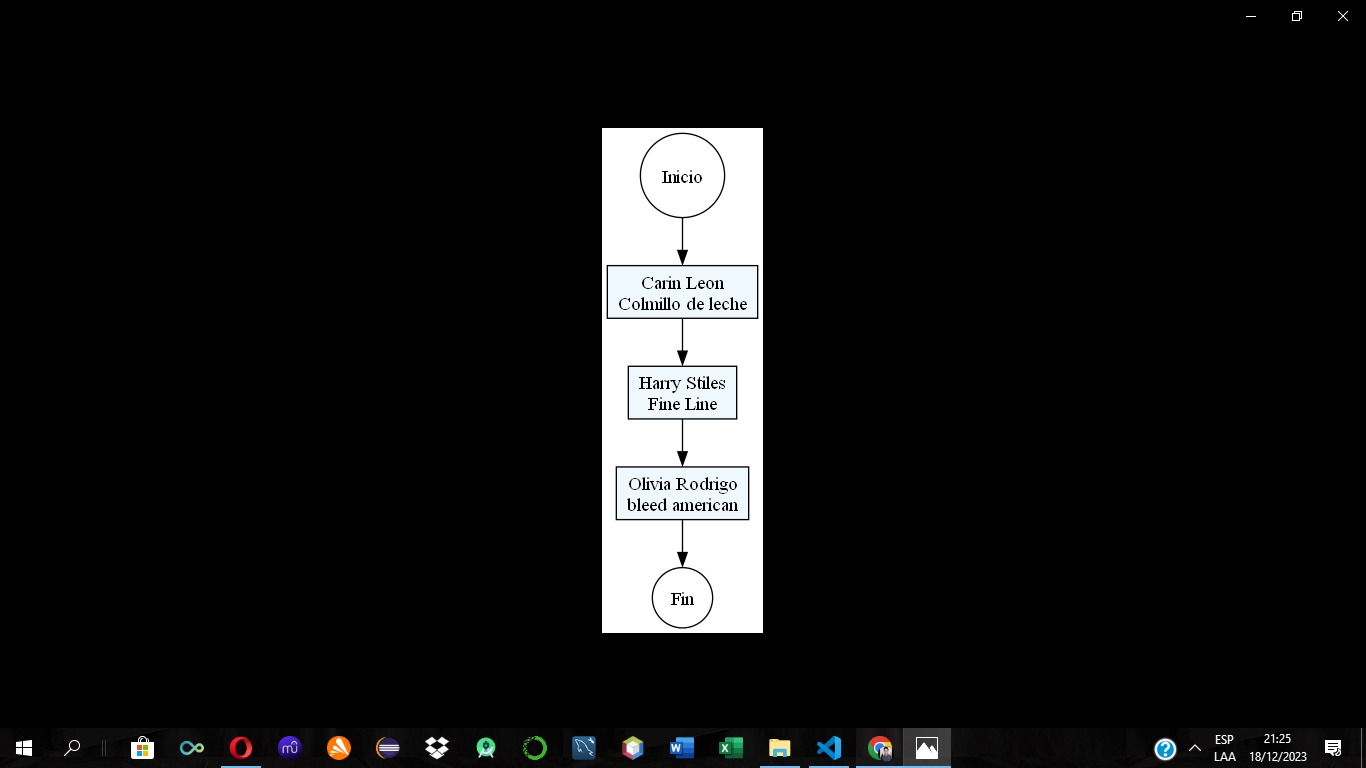 Inicio
Carin Leon
Colmillo de leche
Harry Stiles
Fine Line
Olivia Rodrigo
bleed american
Fin
ESP
LAA
21:25
18/12/2023